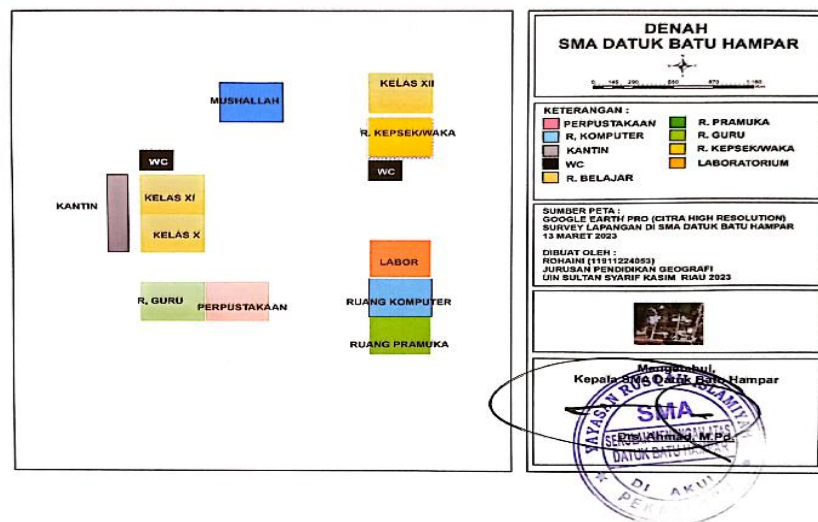 MUSHALLAH
KELAS XII
R. KEPSEK/WAKA
WC
WC
KELAS XI
KANTIN
KELAS X
LABOR
R, GURU
PERPUSTAKAAN
RUANG KOMPUTER
RUANG PRAMUKA
DENAH
SMA DATUK BATU HAMPAR
KETERANGAN :
PERPUSTAKAAN
R, KOMPUTER
KANTIN
WC
R. BELAJAR
R. PRAMUKA
R. GURU
R. KEPSEK/WAKA
LABORATORIUM
SUMBER PETA :
GOOGLE EARTH PRO (CITRA HIGH RESOLUTION)
SURVEY LAPANGAN DI SMA DATUK BATU HAMPAR
13 MARET 2023
DIBUAT OLEH :
ROHAINI (11911224053)
JURUSAN PENDIDIKAN GEOGRAFI
UIN SULTAN SYARIF KASIM RIAU 2023
Mengetahui,
Kepala SMA Datuk Batu Hampar
SMA
Drs. Ahmad, M.Pd.
DATUK BATU HAMPAR
DI AKUI